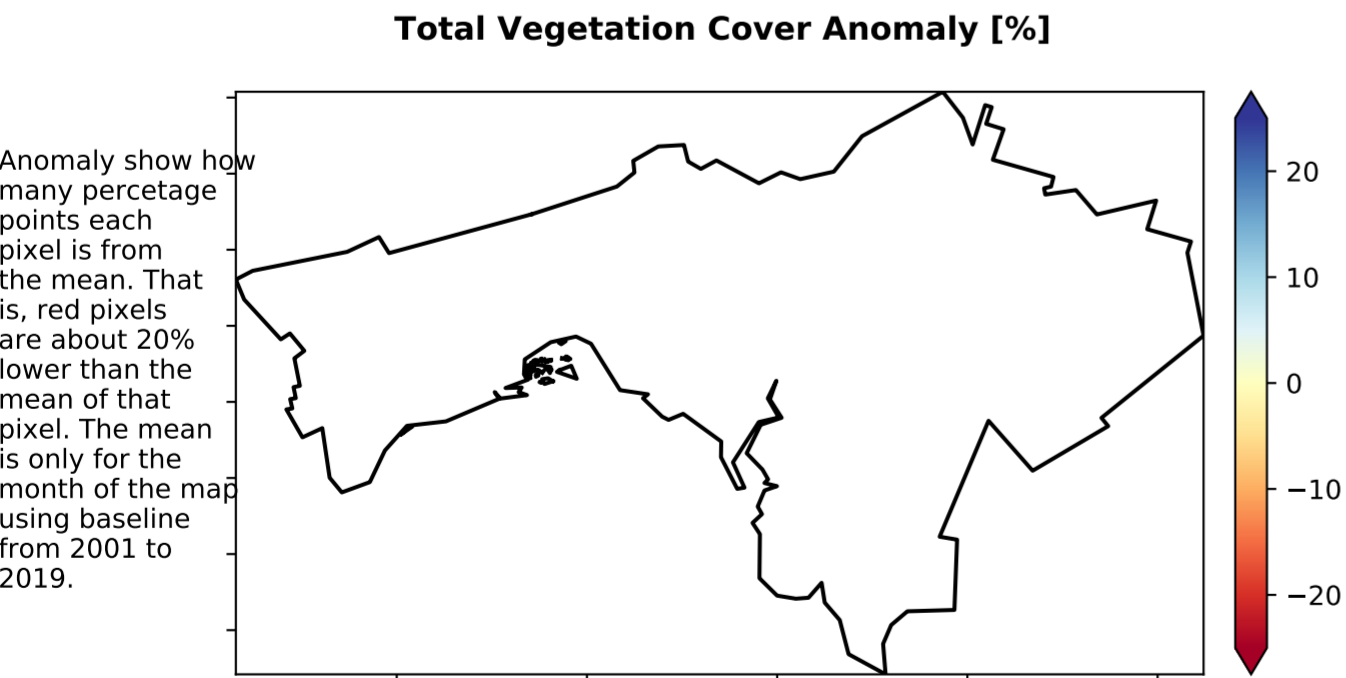 Total Vegetation Cover Anomaly [%]
Anomaly show how
many percetage
points each
pixel is from
the mean. That
is, red pixels
are about 20%
lower than the
mean of that
pixel. The mean
is only for the
month of the map
using baseline
from 2001 to
2019.
20
10
0
−10
−20